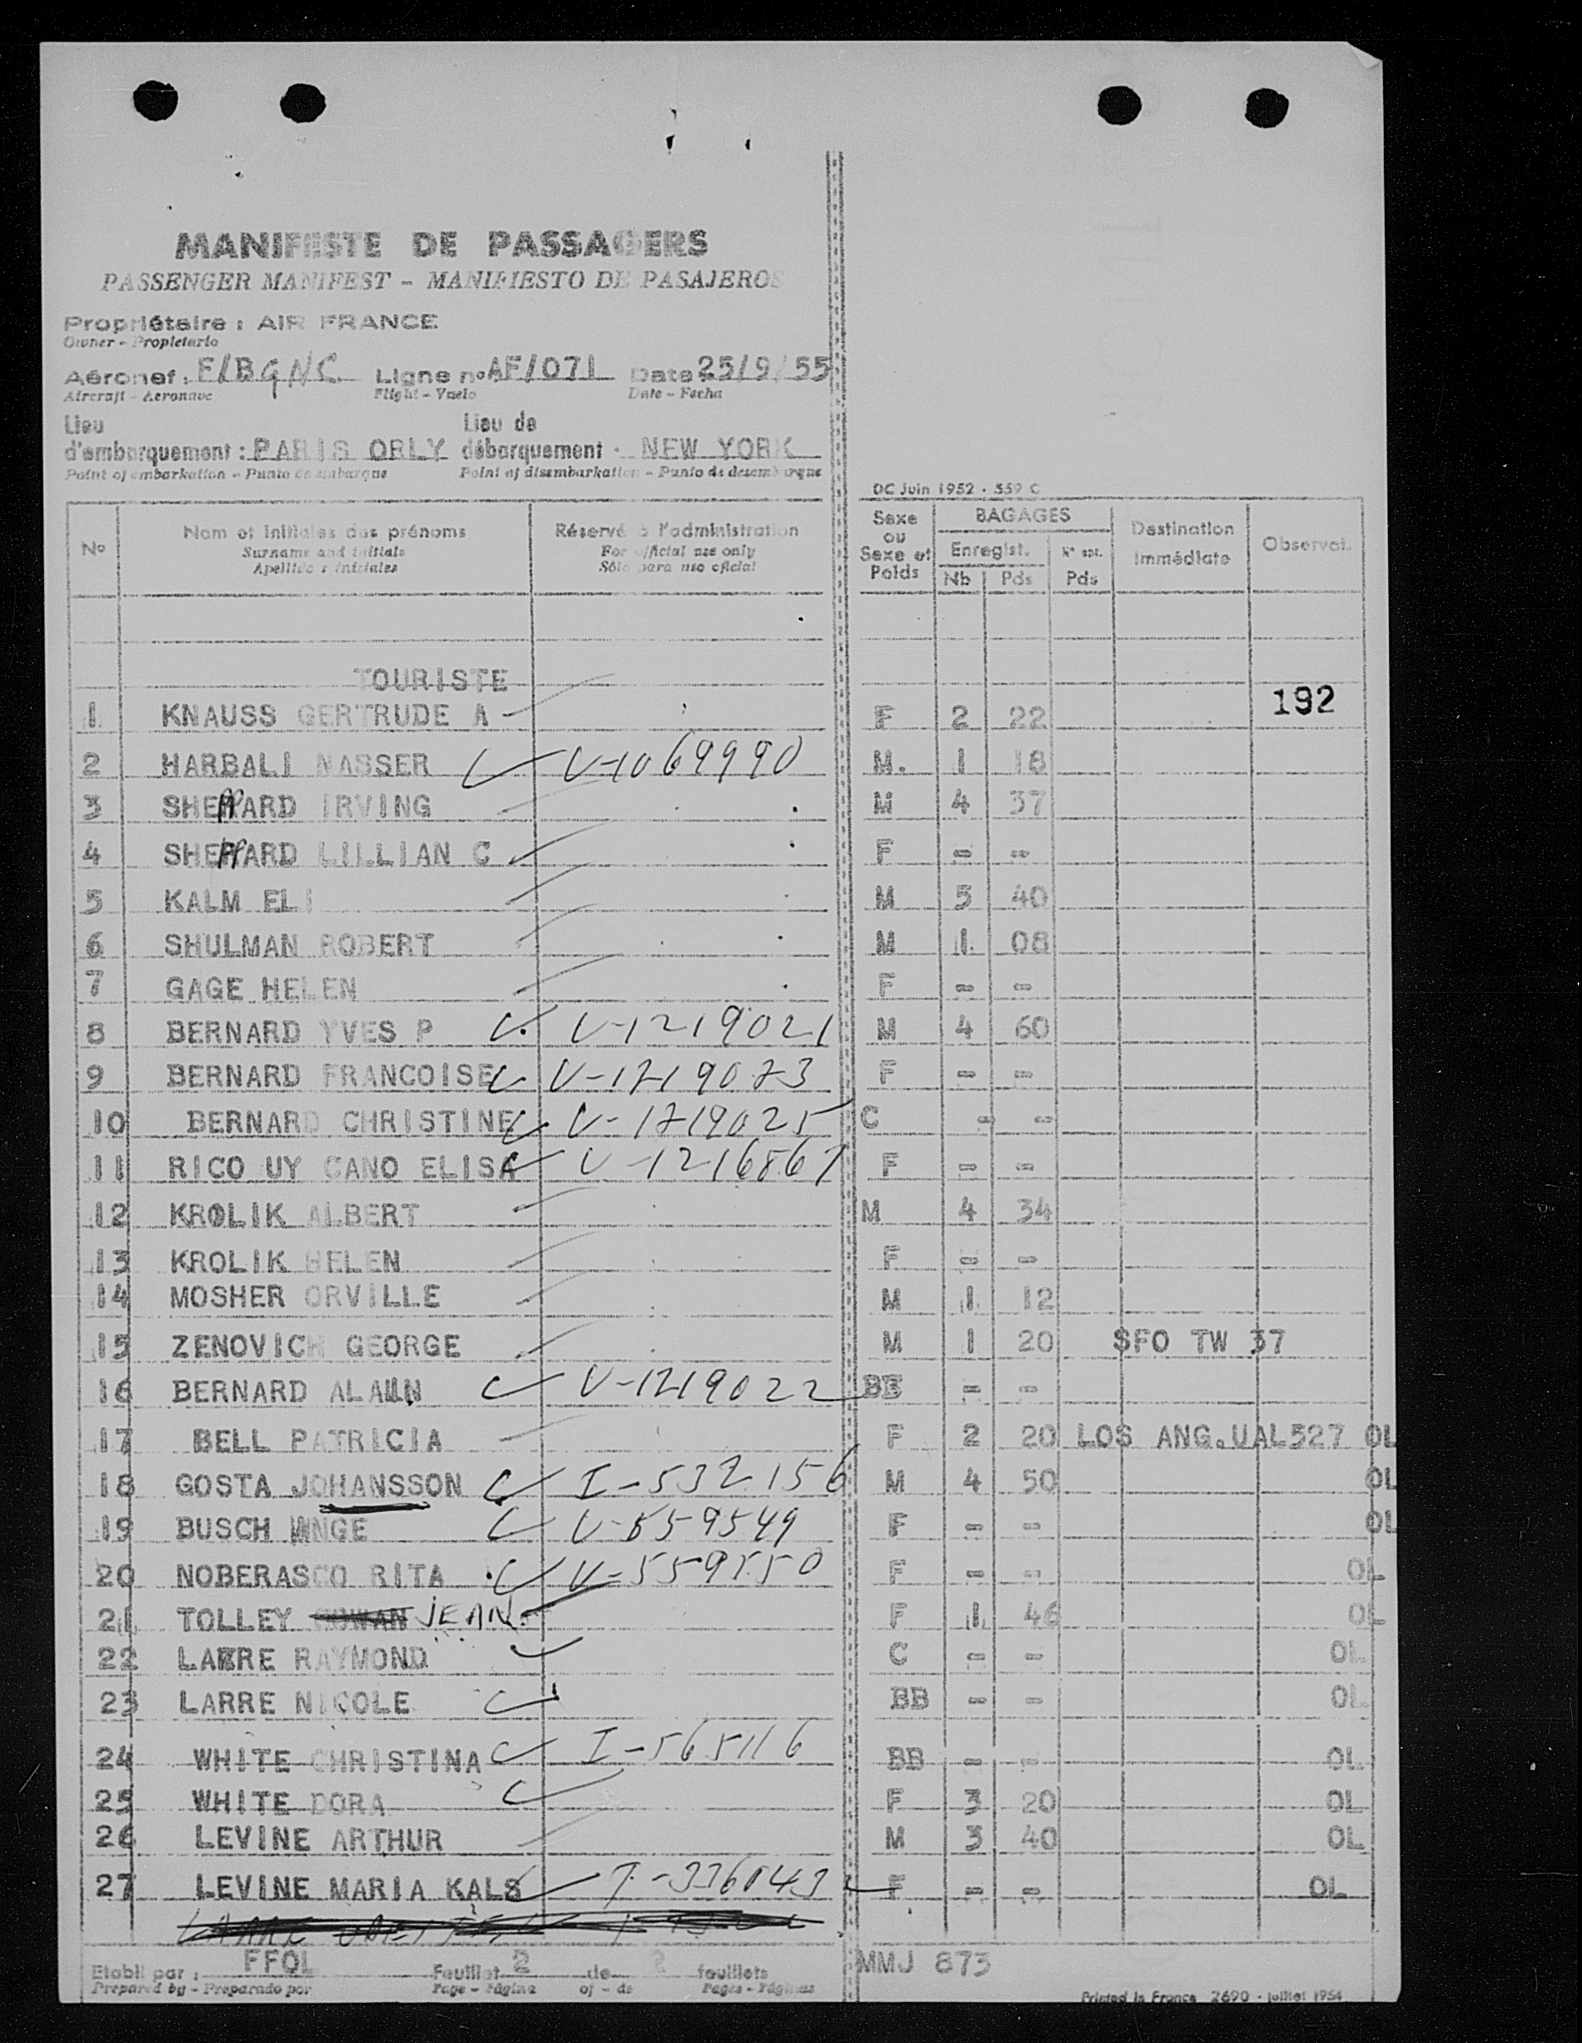 MANIFESTE DE PASSAGERS
PASSENGER MANIFEST - MANIFIESTO DE PASAJEROS
Propriétaire : AIR FRANCE
Owner - Propietario
Aéronef : F/BGNC Ligne no AF/071 Date 25/9/55
Aircraft - Aeronave Flight - Vuelo Date - Fecha
Lieu d'embarquement : PARIS ORLY Lieu de débarquement · NEW YORK
Point of embarkation - Punto de embarque Point of disembarkation - Punto de desembarque
DC Juin 1952 - 559 C
No Nom et initiales des prénoms Réservé à l'administration Sexe ou Sexe et Poids BAGAGES Destination immédiate Observat.
Surname and initials For official use only Enregist. N° enr.
Apellido e iniciales Sólo para uso oficial Nb Pds Pds
TOURISTE
192
1 KNAUSS GERTRUDE A F 2 22
2 HARBALI NASSER V-1069990 M. 1 18
3 SHEPPARD IRVING M 4 37
4 SHEPPARD LILLIAN C F - -
5 KALM ELI M 5 40
6 SHULMAN ROBERT M 1 08
7 GAGE HELEN F - -
8 BERNARD YVES P V-1219021 M 4 60
9 BERNARD FRANCOISE V-1219023 F - -
10 BERNARD CHRISTINE V-1219025 C - -
11 RICO UY CANO ELISA V-1216867 F - -
12 KROLIK ALBERT M 4 34
13 KROLIK HELEN F - -
14 MOSHER ORVILLE M 1 12
15 ZENOVICH GEORGE M 1 20 SFO TW 37
16 BERNARD ALAIN V-1219022 BB - -
17 BELL PATRICIA F 2 20 LOS ANG.UAL527 OL
18 GOSTA JOHANSSON I-532156 M 4 50 OL
19 BUSCH INGE V-559549 F - - OL
20 NOBERASCO RITA V-559550 F - - OL
21 TOLLEY JEAN F 1 46 OL
22 LARRE RAYMOND C - - OL
23 LARRE NICOLE BB - - OL
24 WHITE CHRISTINA I-565116 BB - - OL
25 WHITE DORA F 3 20 OL
26 LEVINE ARTHUR M 3 40 OL
27 LEVINE MARIA KALS I-336043 F - - OL
Etabli par : FFOL Feuillet 2 de 2 feuillets MMJ 873
Prepared by - Preparado por Page - Página of - de Pages - Páginas
Printed in France 2690 - juillet 1954